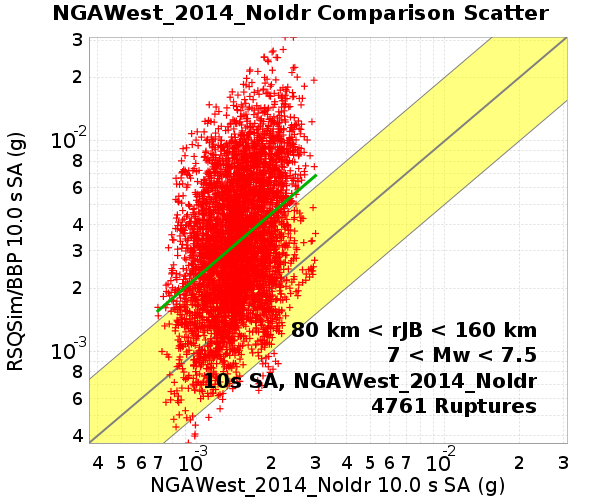 NGAWest_2014_NoIdr Comparison Scatter
RSQSim/BBP 10.0 s SA (g)
3
2
10-2
8
6
4
3
2
10-3
8
6
4
80 km < rJB < 160 km
7 < Mw < 7.5
10s SA, NGAWest_2014_NoIdr
4761 Ruptures
4 5 6 7 10-3 2 3 4 5 6 7 10-2 2 3
NGAWest_2014_NoIdr 10.0 s SA (g)